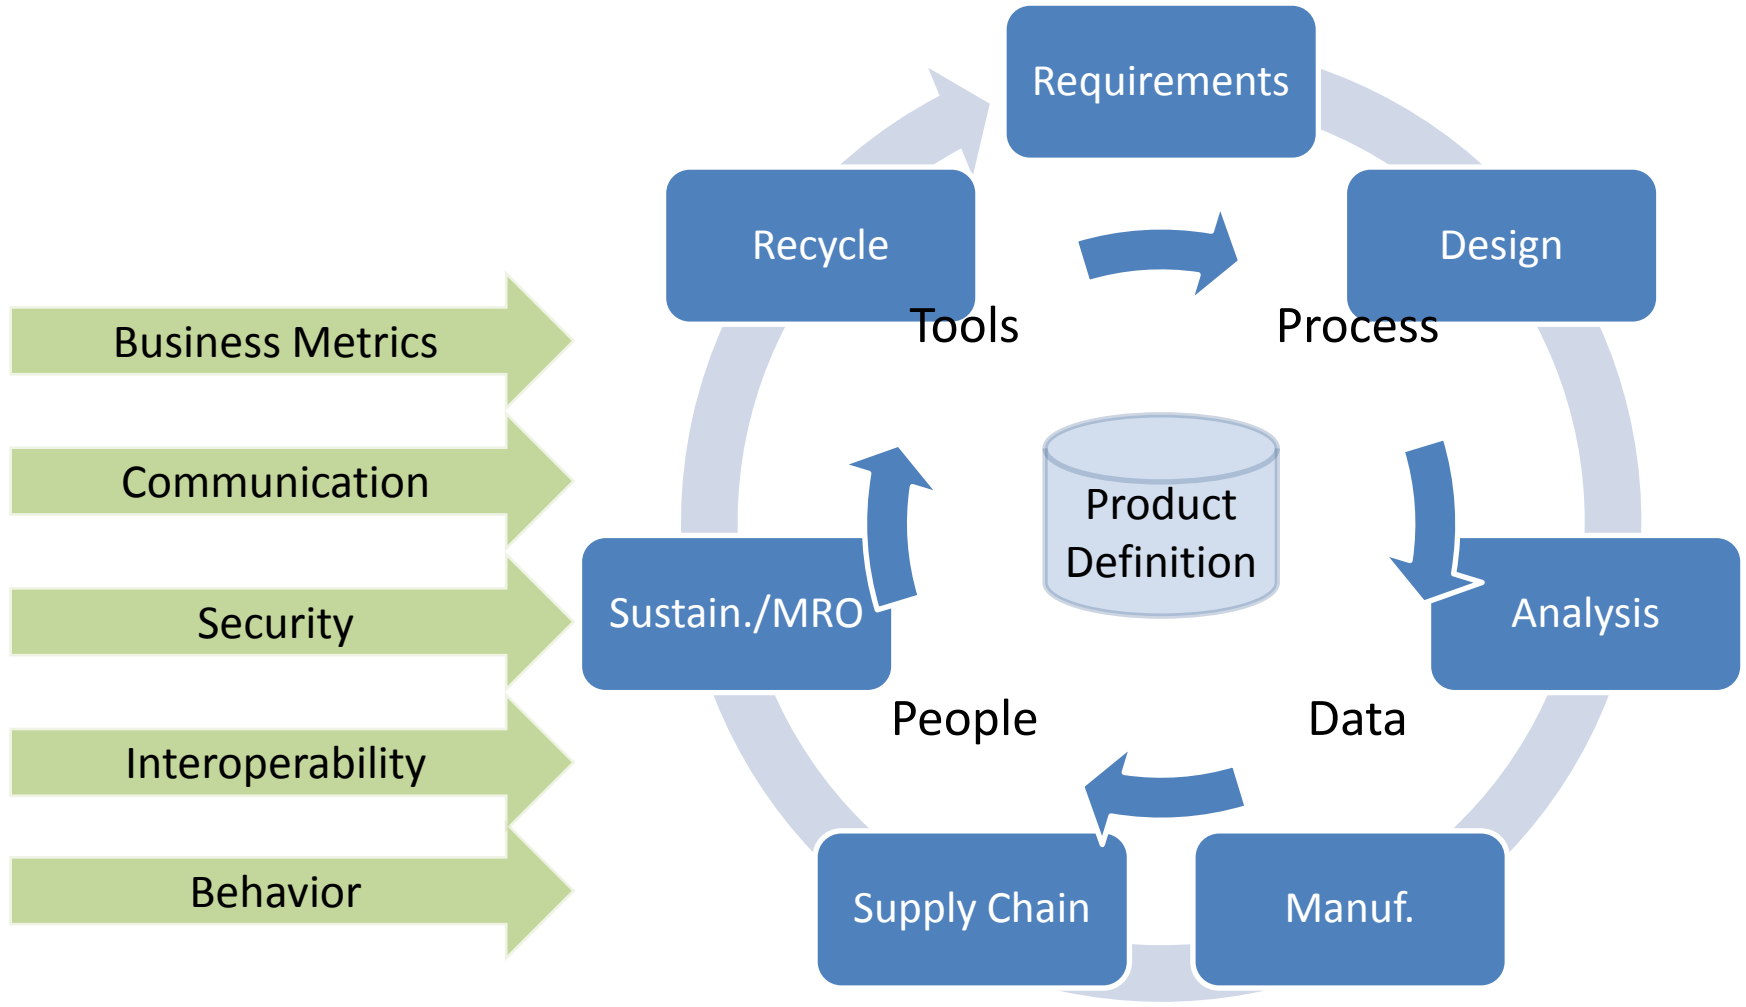 Requirements
Recycle
Design
Tools
Process
Business Metrics
Communication
Product
Definition
Security
Sustain./MRO
Analysis
People
Data
Interoperability
Behavior
Supply Chain
Manuf.